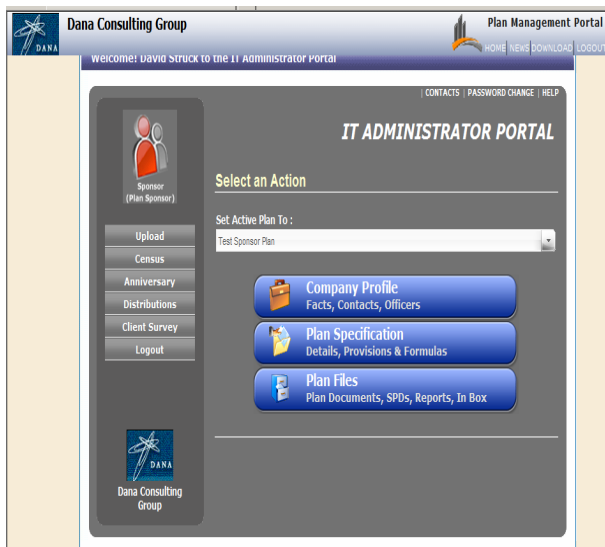 DANA
Dana Consulting Group
Plan Management Portal
HOME NEWS DOWNLOAD LOGOUT
Welcome! David Struck to the IT Administrator Portal
| CONTACTS | PASSWORD CHANGE | HELP
IT ADMINISTRATOR PORTAL
Sponsor
(Plan Sponsor)
Select an Action
Set Active Plan To :
Test Sponsor Plan
Upload
Census
Anniversary
Distributions
Client Survey
Logout
Company Profile
Facts, Contacts, Officers
Plan Specification
Details, Provisions & Formulas
Plan Files
Plan Documents, SPDs, Reports, In Box
DANA
Dana Consulting
Group